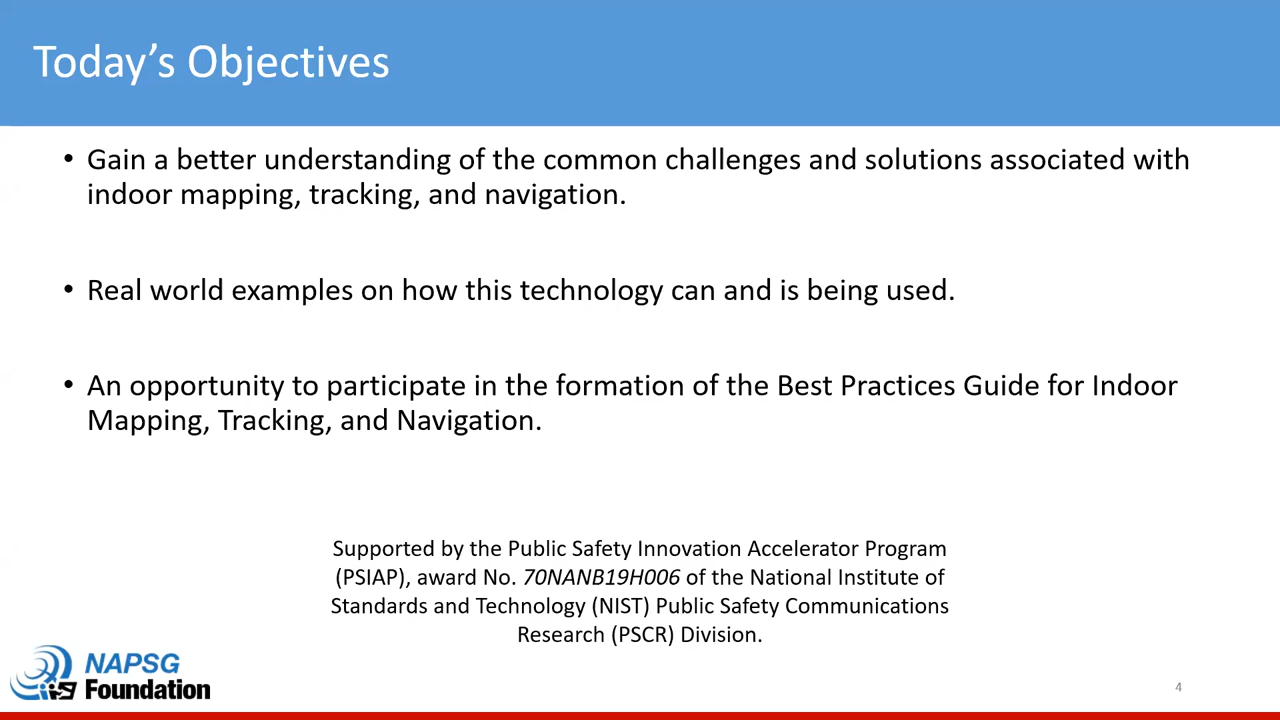 Today’s Objectives
• Gain a better understanding of the common challenges and solutions associated with
indoor mapping, tracking, and navigation.
• Real world examples on how this technology can and is being used.
• An opportunity to participate in the formation of the Best Practices Guide for Indoor
Mapping, Tracking, and Navigation.
Supported by the Public Safety Innovation Accelerator Program
(PSIAP), award No. 70NANB19H006 of the National Institute of
Standards and Technology (NIST) Public Safety Communications
Research (PSCR) Division.
NAPSG
Foundation
4